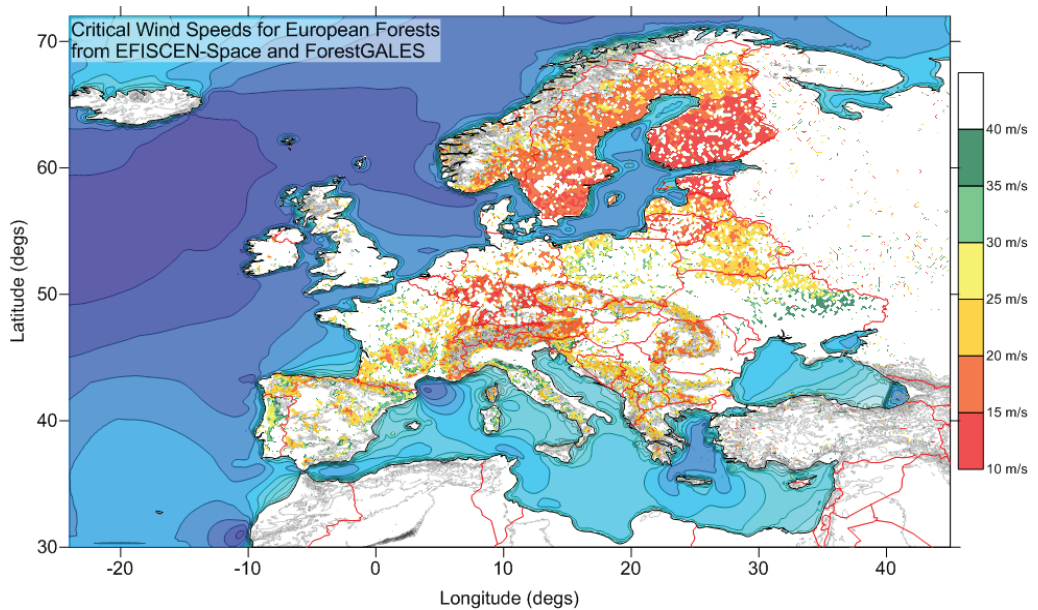 Critical Wind Speeds for European Forests
from EFISCEN-Space and ForestGALES
70
60
50
40
30
Latitude (degs)
-20
-10
0
10
20
30
40
Longitude (degs)
40 m/s
35 m/s
30 m/s
25 m/s
20 m/s
15 m/s
10 m/s